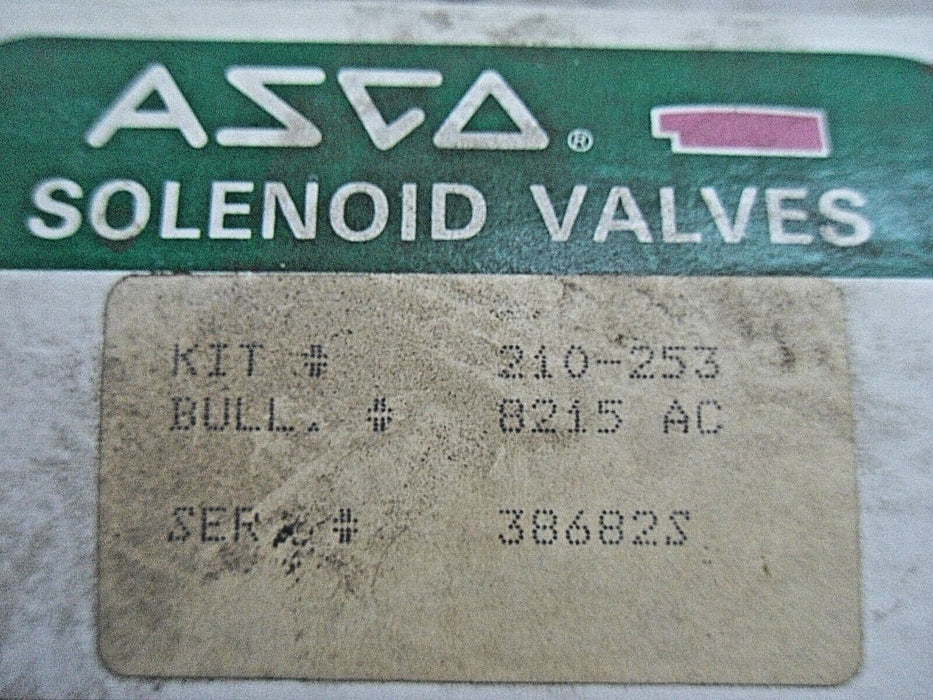 ASCO®
SOLENOID VALVES
KIT # 210-253
BULL. # 8215 AC
SER. # 38682S